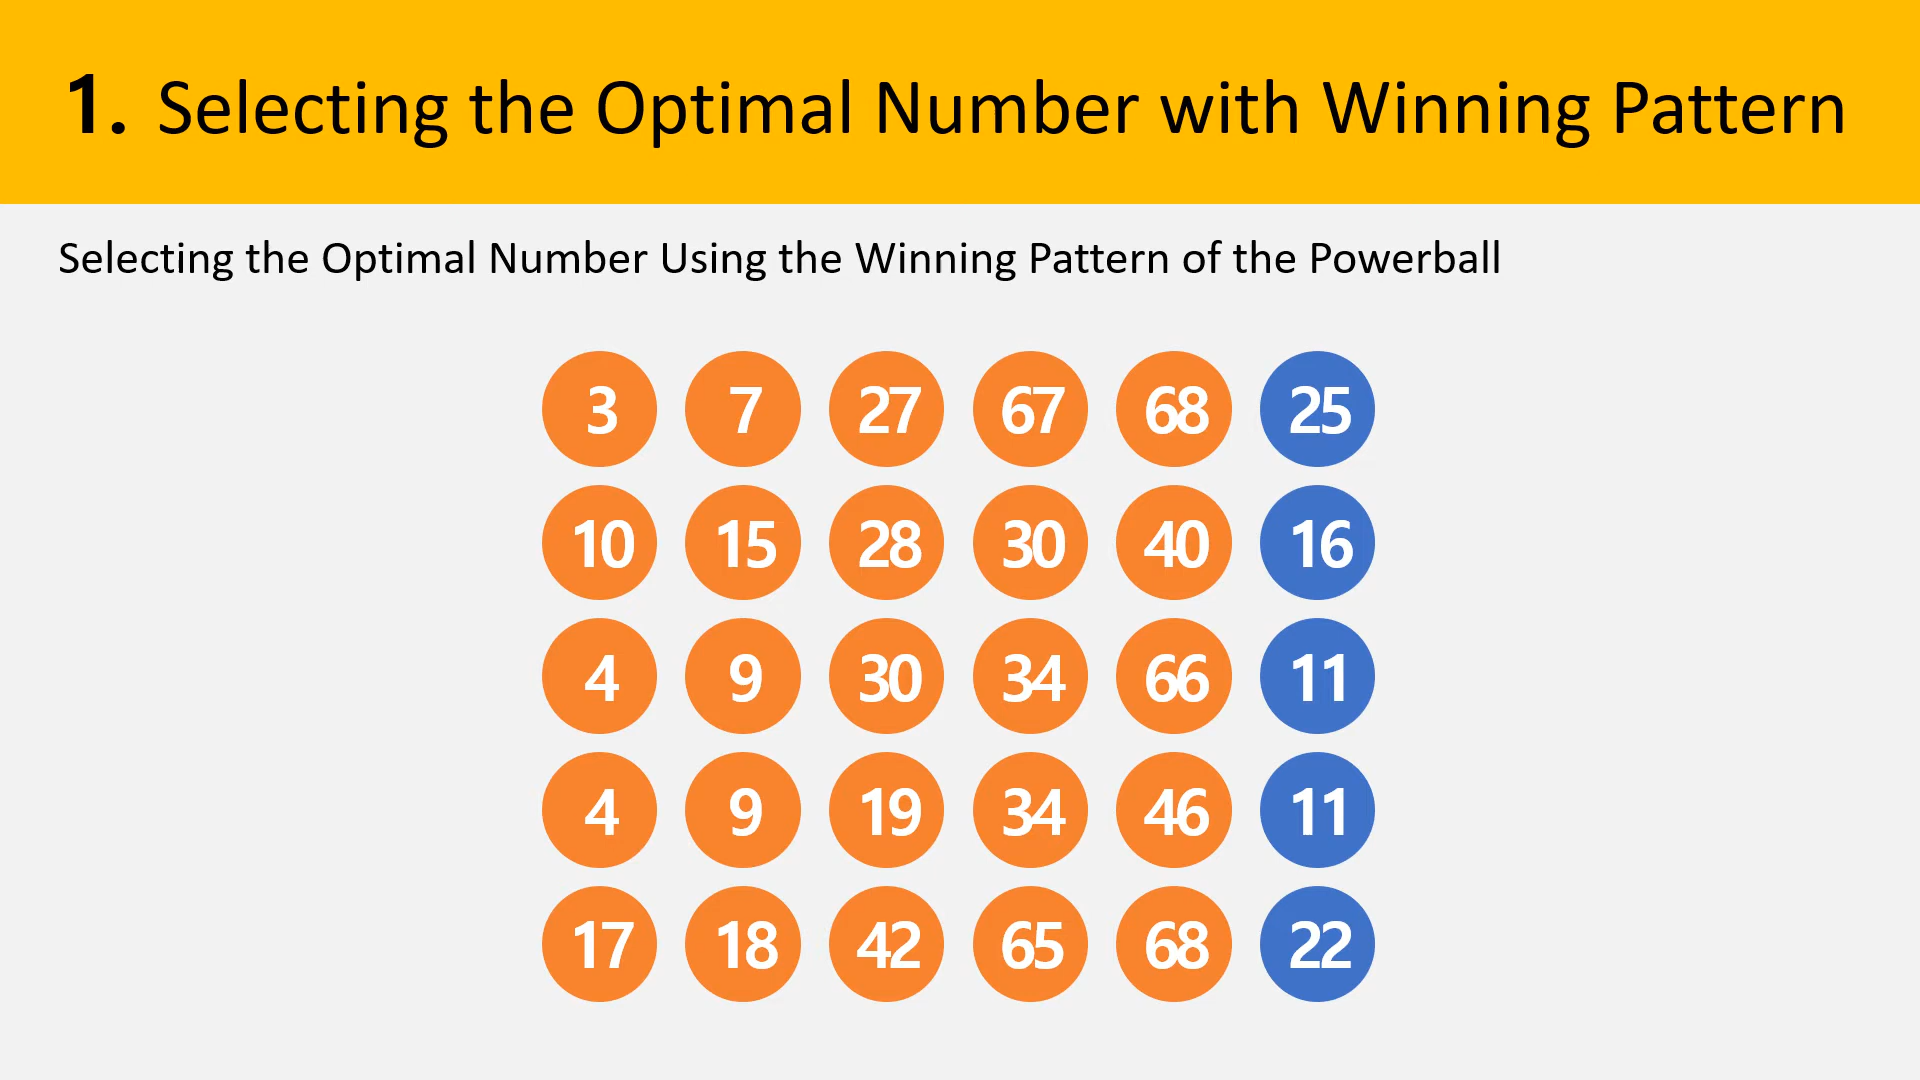 1. Selecting the Optimal Number with Winning Pattern
Selecting the Optimal Number Using the Winning Pattern of the Powerball
3 7 27 67 68 25
10 15 28 30 40 16
4 9 30 34 66 11
4 9 19 34 46 11
17 18 42 65 68 22